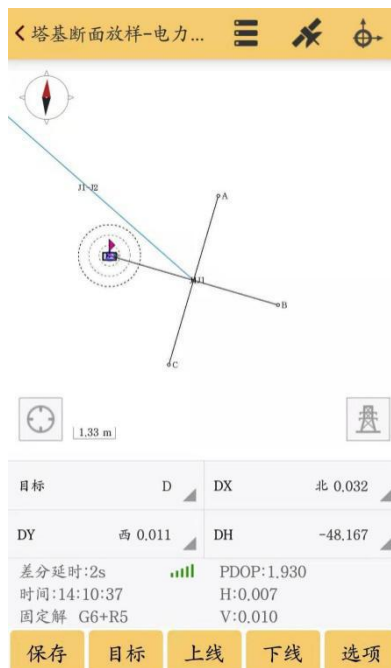 塔基断面放样-电力...
J1-J2
A
J1
B
C
1.33 m
目标 D DX 北 0.032
DY 西 0.011 DH -48.167
差分延时:2s PDOP:1.930
时间:14:10:37 H:0.007
固定解 G6+R5 V:0.010
保存 目标 上线 下线 选项